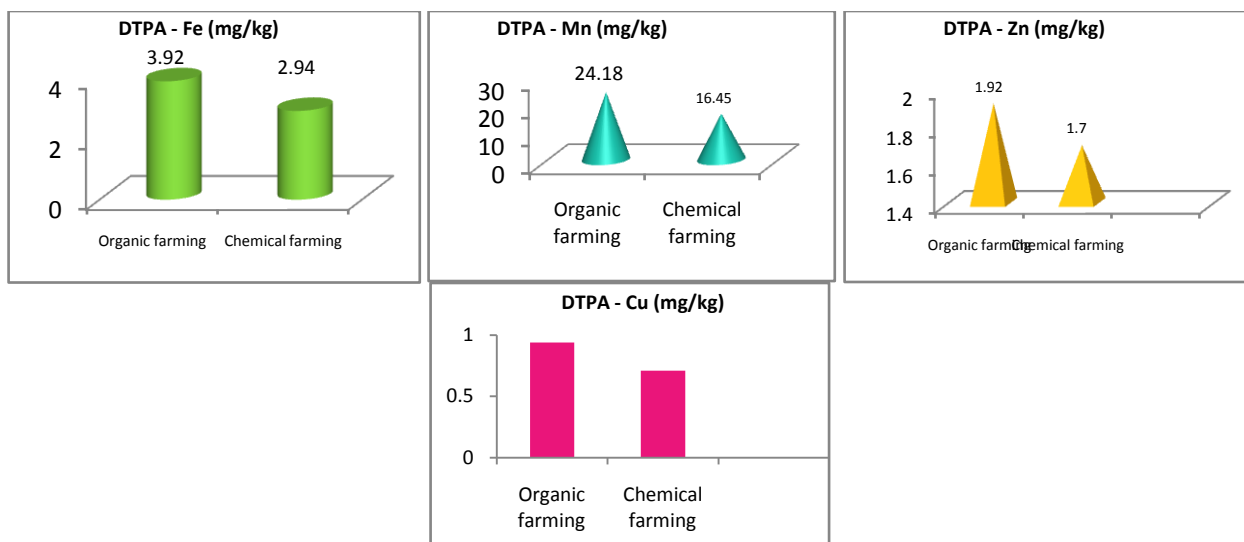 DTPA - Fe (mg/kg)
3.92
2.94
4
2
0
Organic farming
Chemical farming
DTPA - Mn (mg/kg)
24.18
16.45
30
20
10
0
Organic
farming
Chemical
farming
DTPA - Zn (mg/kg)
1.92
1.7
2
1.8
1.6
1.4
Organic farming
Chemical farming
DTPA - Cu (mg/kg)
1
0.5
0
Organic
farming
Chemical
farming